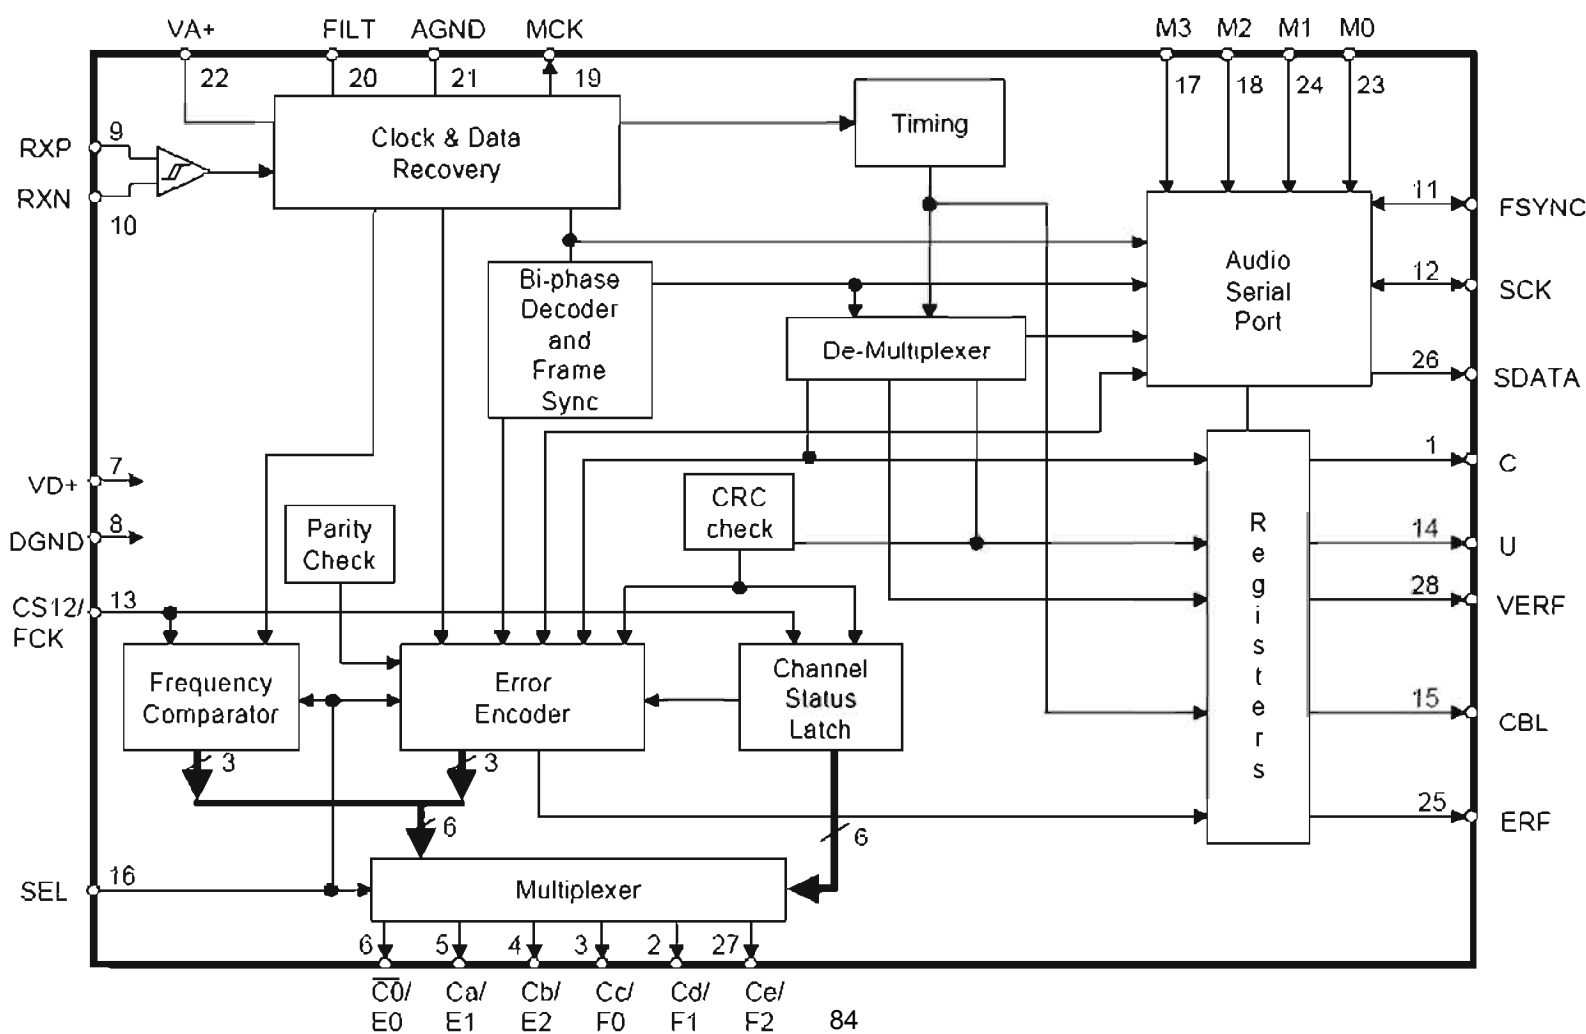 VA+ FILT AGND MCK M3 M2 M1 M0
22 20 21 19 17 18 24 23
Clock & Data
Recovery
Timing
RXP 9
RXN 10
Audio
Serial
Port
11 FSYNC
12 SCK
26 SDATA
Bi-phase
Decoder
and
Frame
Sync
De-Multiplexer
VD+ 7
DGND 8
CS12/ 13
FCK
Parity
Check
CRC
check
Registers
1 C
14 U
28 VERF
15 CBL
25 ERF
Frequency
Comparator
Error
Encoder
Channel
Status
Latch
3 3
6 6
SEL 16
Multiplexer
6 5 4 3 2 27
C̅0̅/ Ca/ Cb/ Cc/ Cd/ Ce/
E0 E1 E2 F0 F1 F2
84